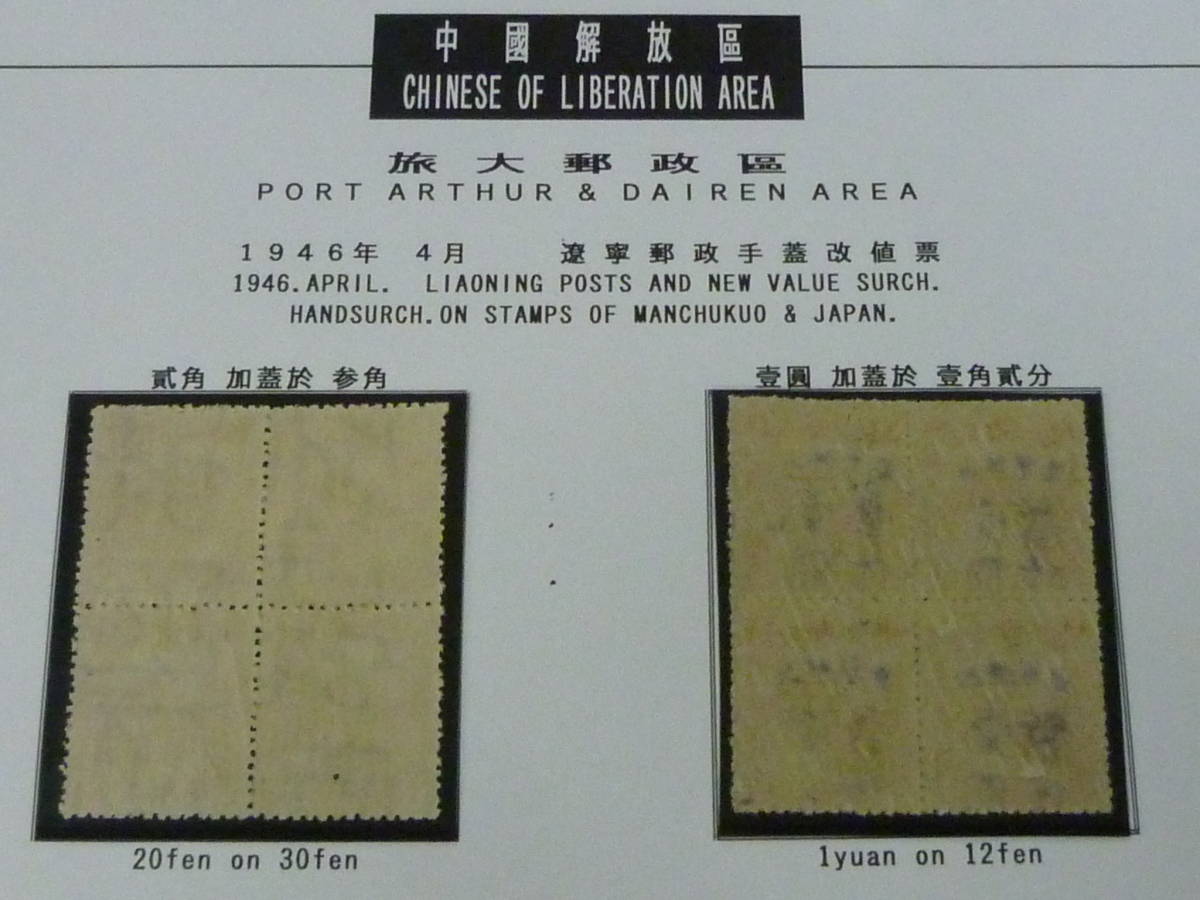 中國解放區
CHINESE OF LIBERATION AREA
旅大郵政區
PORT ARTHUR & DAIREN AREA
1946年 4月 遼寧郵政手蓋改値票
1946.APRIL. LIAONING POSTS AND NEW VALUE SURCH.
HANDSURCH.ON STAMPS OF MANCHUKUO & JAPAN.
貳角 加蓋於 参角
壹圓 加蓋於 壹角貳分
20fen on 30fen
1yuan on 12fen